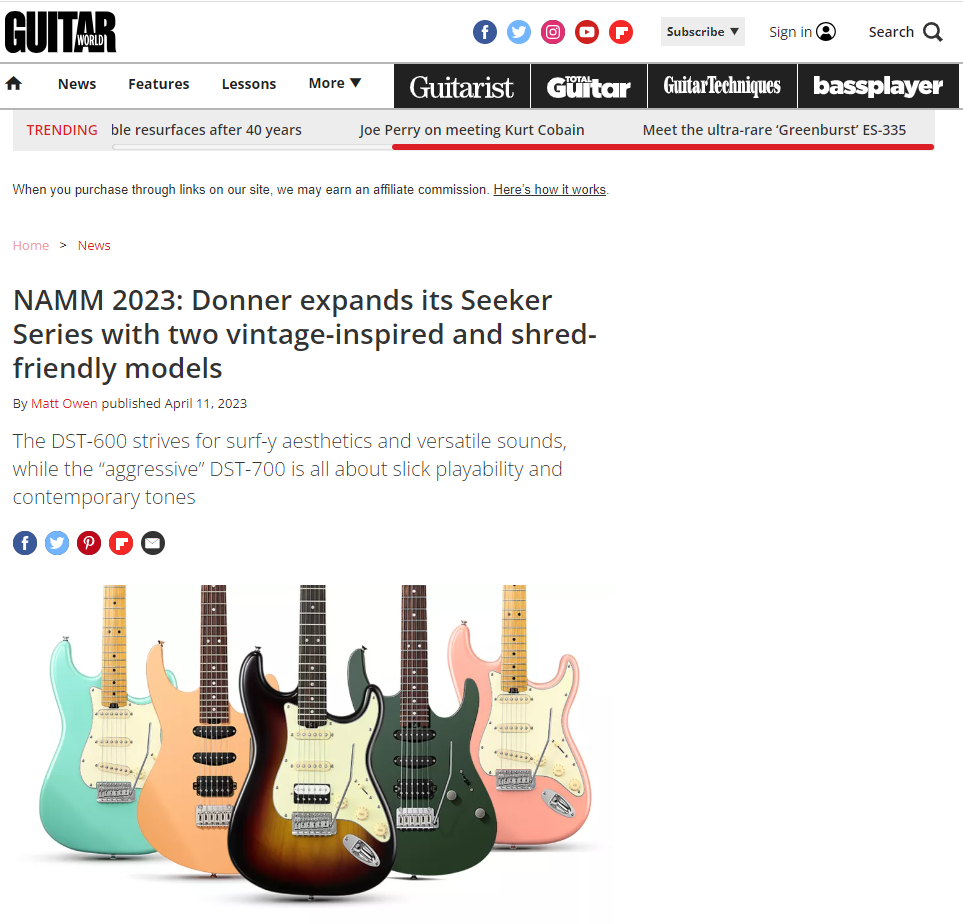 GUITAR WORLD
Subscribe ▼
Sign in
Search
News
Features
Lessons
More ▼
Guitarist
TOTAL Guitar
GuitarTechniques
bassplayer
TRENDING
ble resurfaces after 40 years
Joe Perry on meeting Kurt Cobain
Meet the ultra-rare ‘Greenburst’ ES-335
When you purchase through links on our site, we may earn an affiliate commission. Here’s how it works.
Home > News
NAMM 2023: Donner expands its Seeker
Series with two vintage-inspired and shred-
friendly models
By Matt Owen published April 11, 2023
The DST-600 strives for surf-y aesthetics and versatile sounds,
while the “aggressive” DST-700 is all about slick playability and
contemporary tones